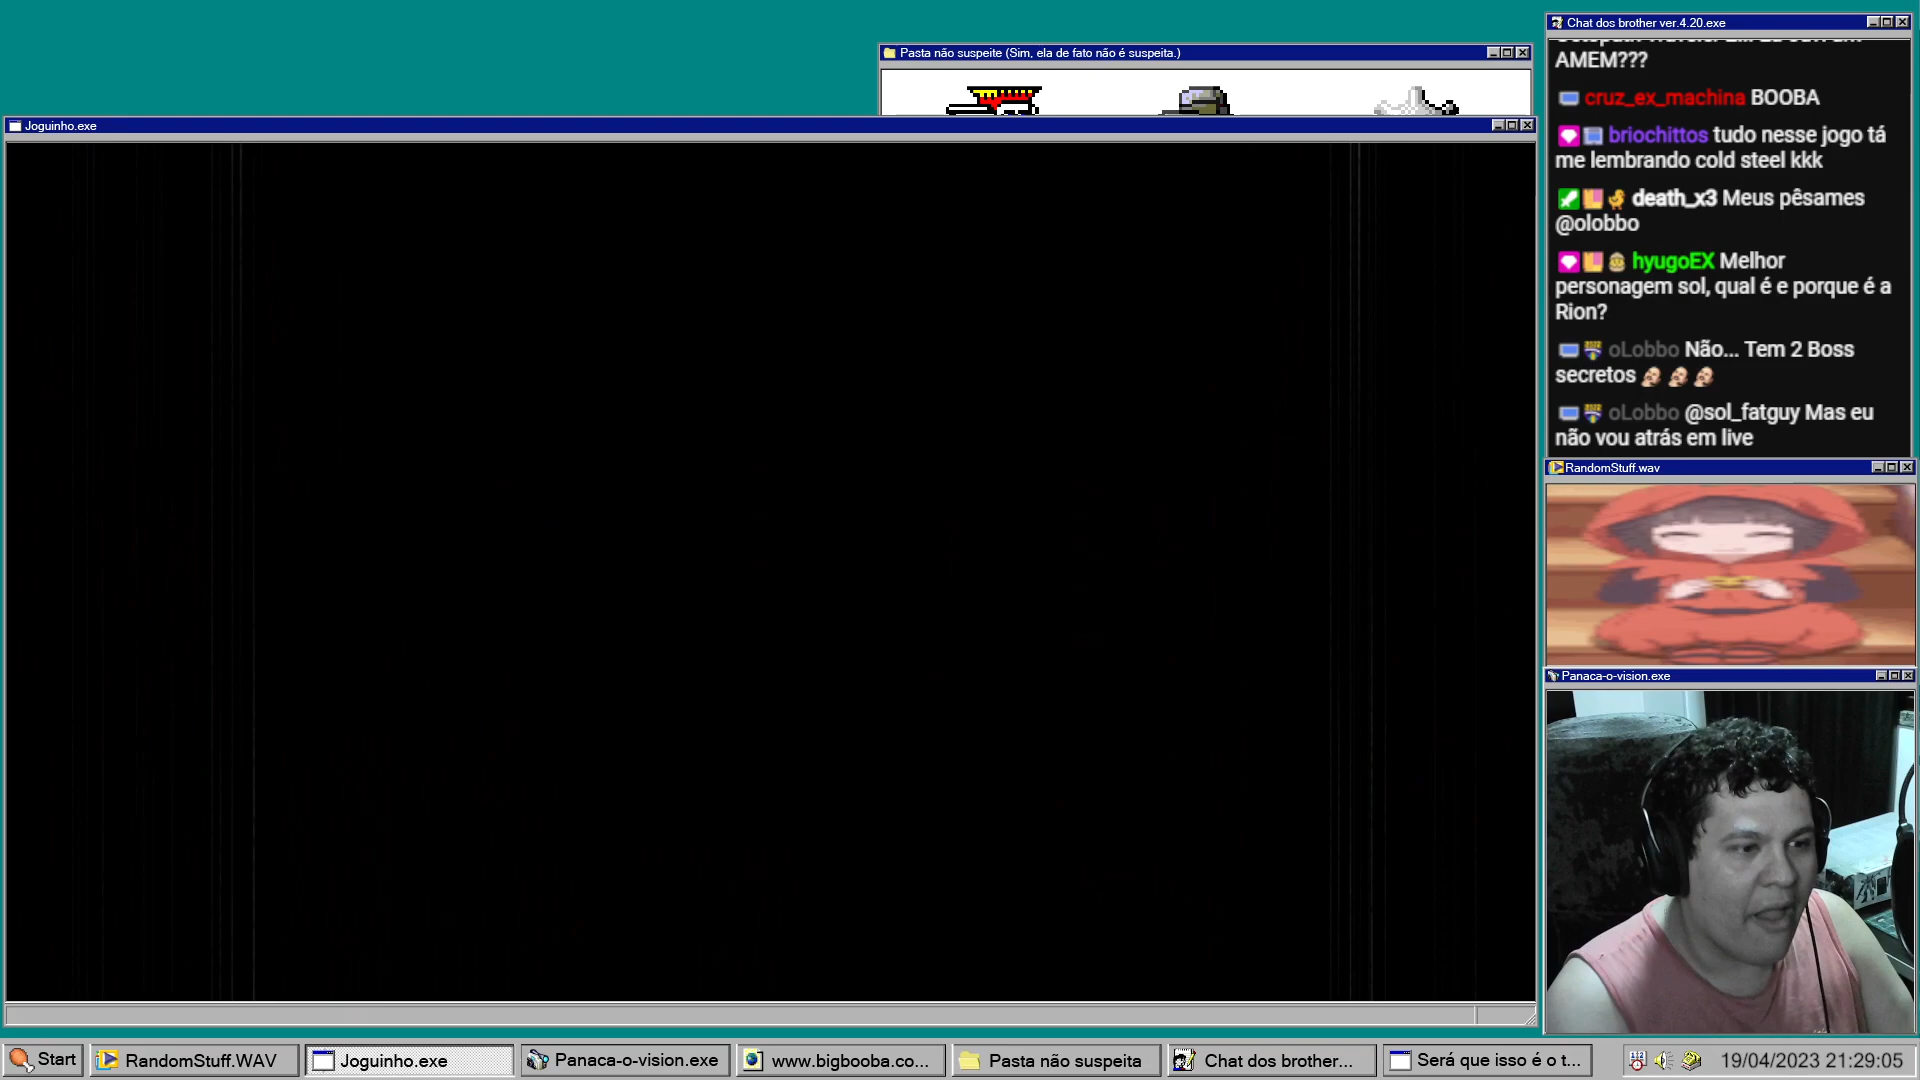 Chat dos brother ver.4.20.exe
Pasta não suspeite (Sim, ela de fato não é suspeita.)
AMEM???
cruz_ex_machina BOOBA
Joguinho.exe
briochittos tudo nesse jogo tá
me lembrando cold steel kkk
death_x3 Meus pêsames
@olobbo
hyugoEX Melhor
personagem sol, qual é e porque é a
Rion?
oLobbo Não... Tem 2 Boss
secretos
oLobbo @sol_fatguy Mas eu
não vou atrás em live
RandomStuff.wav
Panaca-o-vision.exe
Start
RandomStuff.WAV
Joguinho.exe
Panaca-o-vision.exe
www.bigbooba.co...
Pasta não suspeita
Chat dos brother...
Será que isso é o t...
19/04/2023 21:29:05